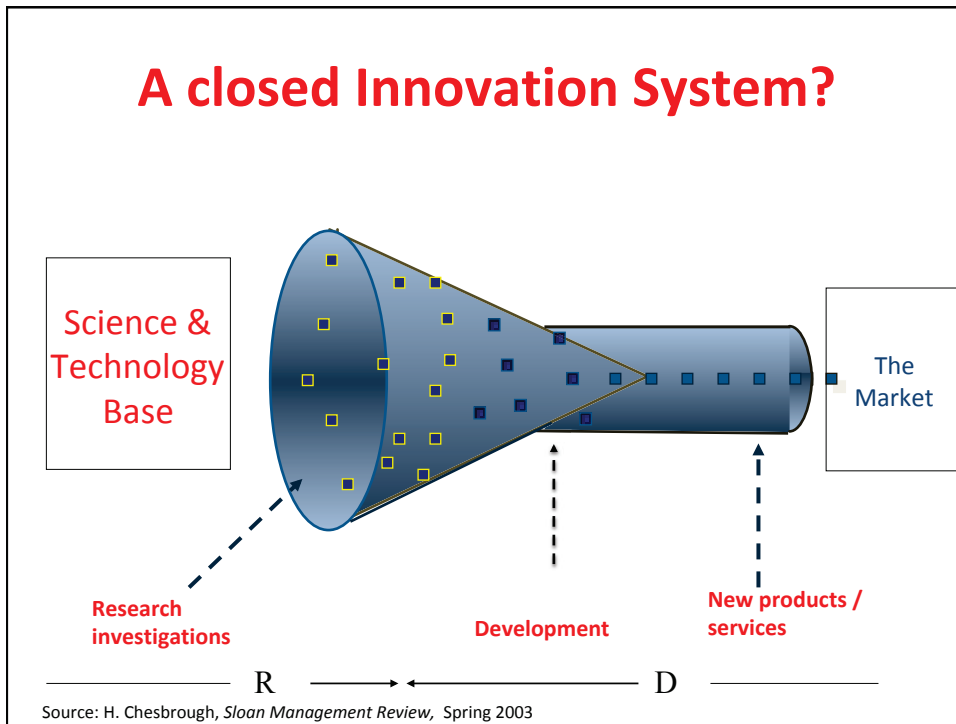 A closed Innovation System?
Science &
Technology
Base
The
Market
Research
investigations
Development
New products /
services
R
D
Source: H. Chesbrough, Sloan Management Review, Spring 2003